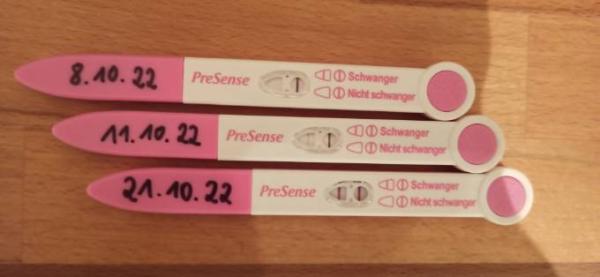 8.10.22 PreSense Schwanger
Nicht schwanger
11.10.22 PreSense Schwanger
Nicht schwanger
21.10.22 PreSense Schwanger
Nicht schwanger